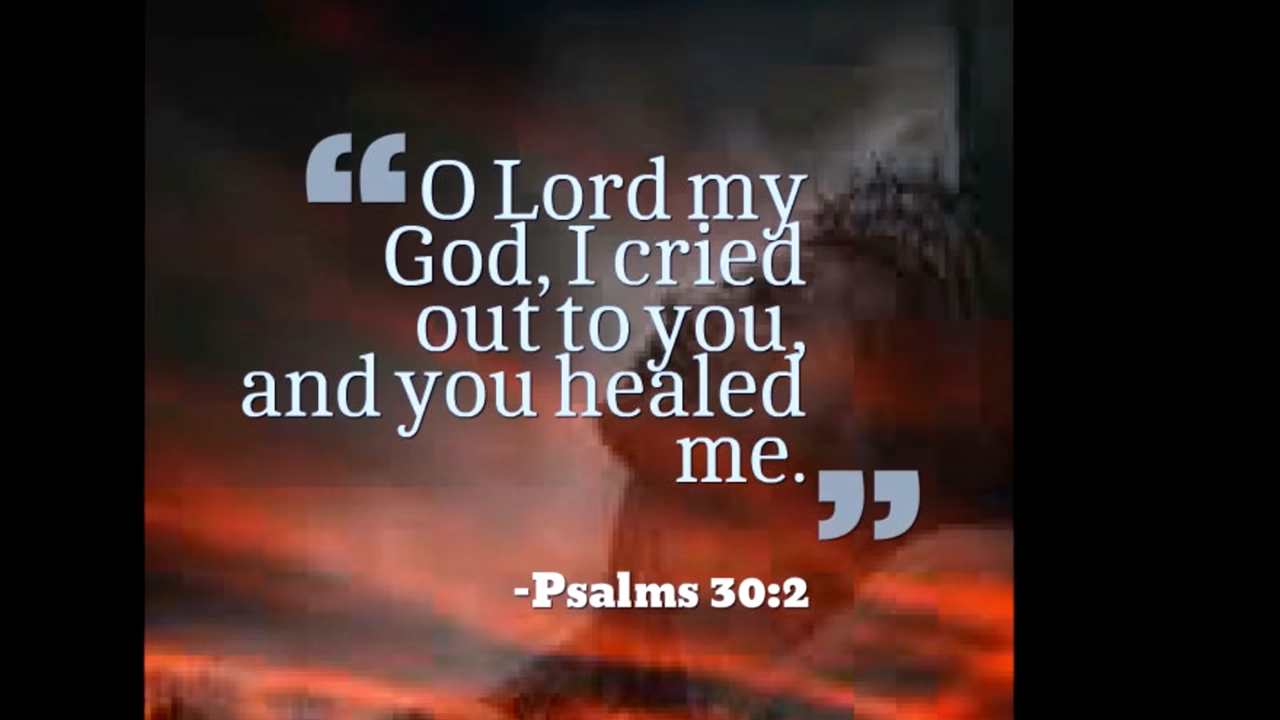 “O Lord my
God, I cried
out to you,
and you healed
me.”
-Psalms 30:2